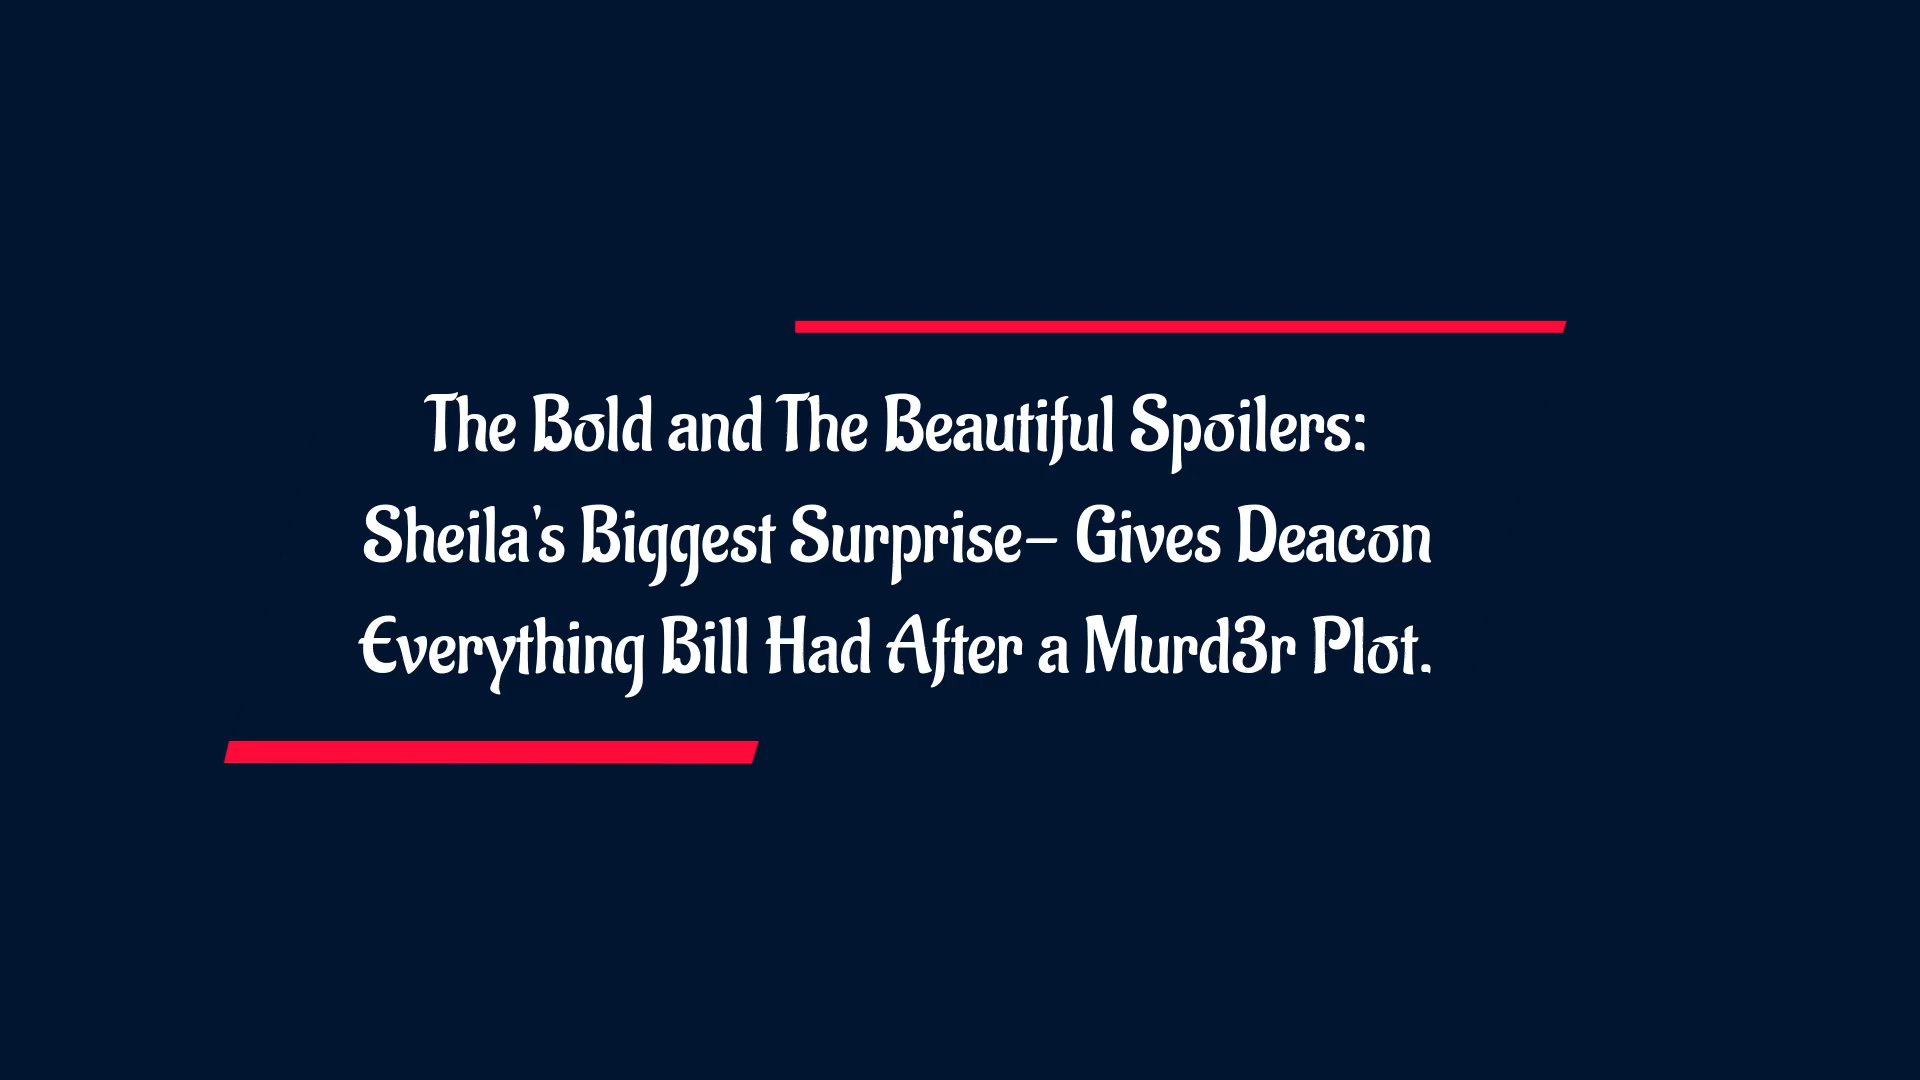 The Bold and The Beautiful Spoilers:
Sheila's Biggest Surprise– Gives Deacon
Everything Bill Had After a Murd3r Plot.